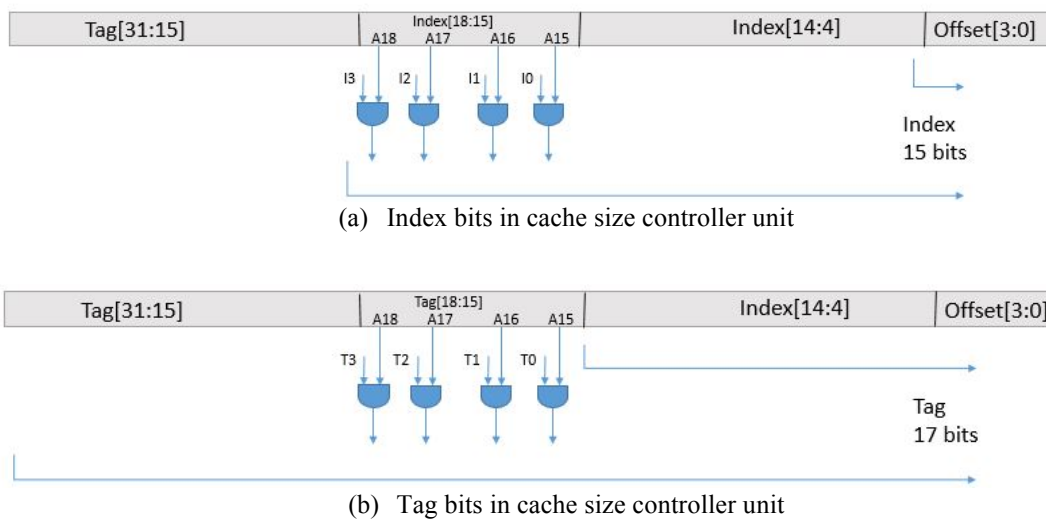 Tag[31:15] Index[18:15] Index[14:4] Offset[3:0]
A18 A17 A16 A15
I3 I2 I1 I0
Index
15 bits
(a) Index bits in cache size controller unit
Tag[31:15] Tag[18:15] Index[14:4] Offset[3:0]
A18 A17 A16 A15
T3 T2 T1 T0
Tag
17 bits
(b) Tag bits in cache size controller unit